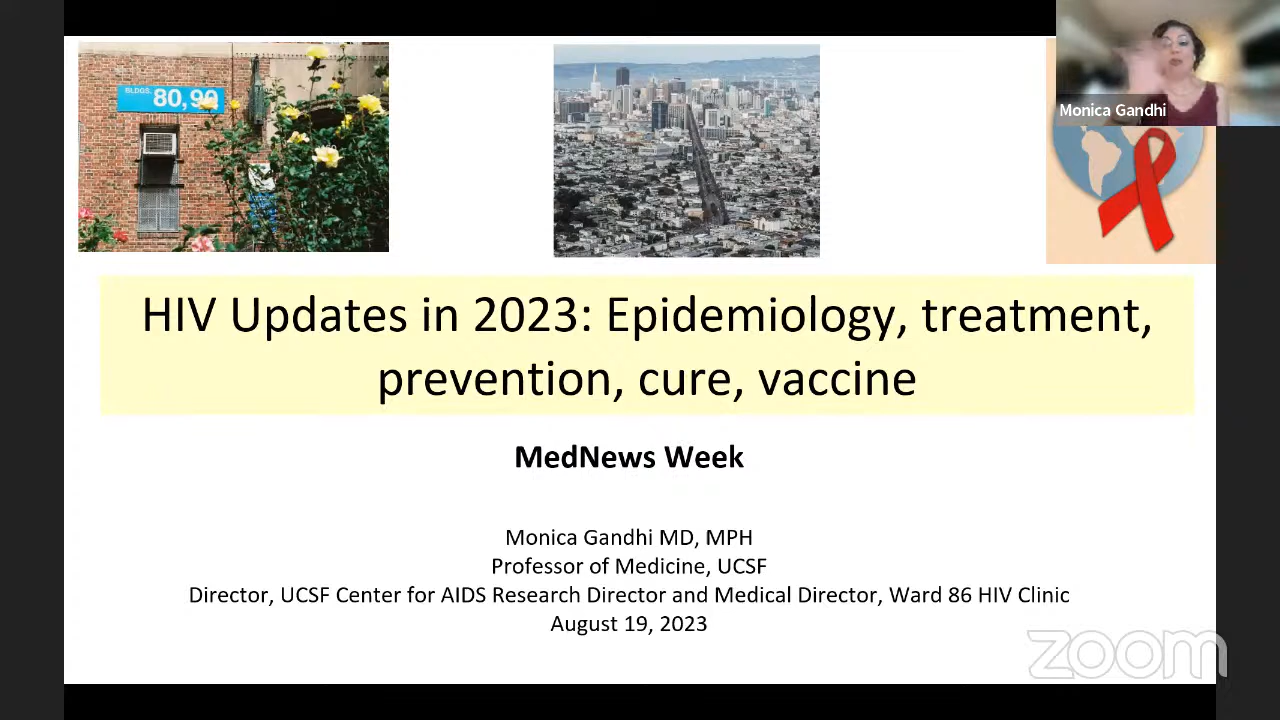 BLDGS. 80,90
Monica Gandhi
HIV Updates in 2023: Epidemiology, treatment,
prevention, cure, vaccine
MedNews Week
Monica Gandhi MD, MPH
Professor of Medicine, UCSF
Director, UCSF Center for AIDS Research Director and Medical Director, Ward 86 HIV Clinic
August 19, 2023
zoom